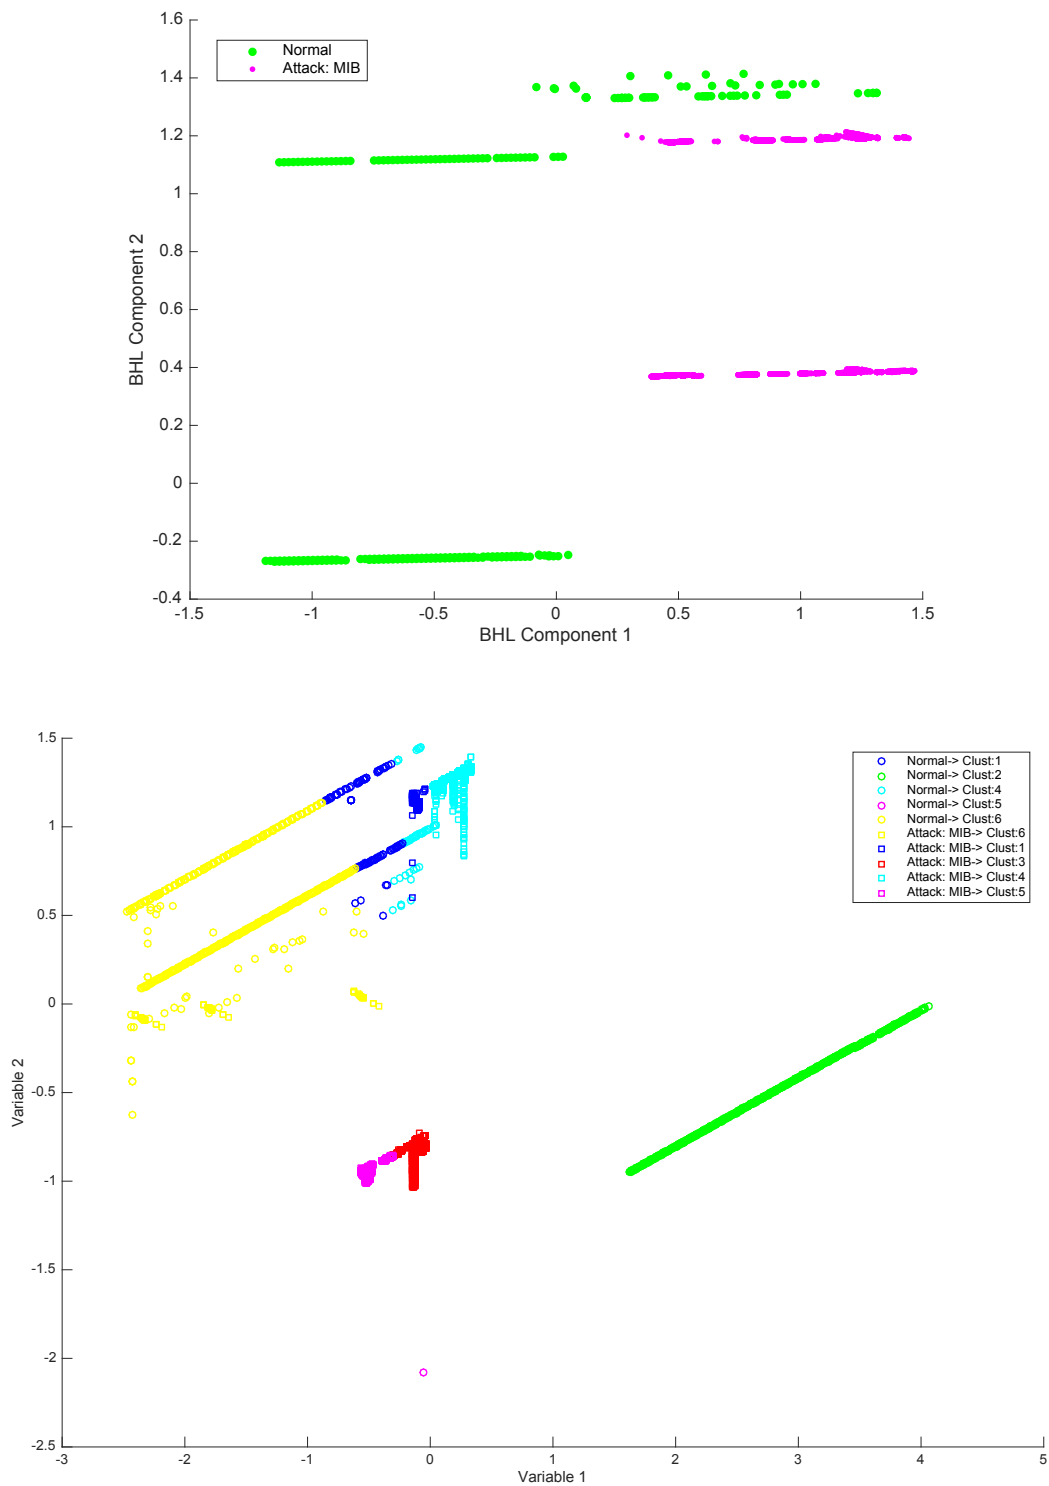 1.6
Normal
Attack: MIB
1.4
1.2
1
0.8
0.6
0.4
0.2
0
-0.2
-0.4
BHL Component 2
-1.5 -1 -0.5 0 0.5 1 1.5
BHL Component 1
1.5
1
0.5
0
-0.5
-1
-1.5
-2
-2.5
Variable 2
Normal-> Clust:1
Normal-> Clust:2
Normal-> Clust:4
Normal-> Clust:5
Normal-> Clust:6
Attack: MIB-> Clust:6
Attack: MIB-> Clust:1
Attack: MIB-> Clust:3
Attack: MIB-> Clust:4
Attack: MIB-> Clust:5
-3 -2 -1 0 1 2 3 4 5
Variable 1